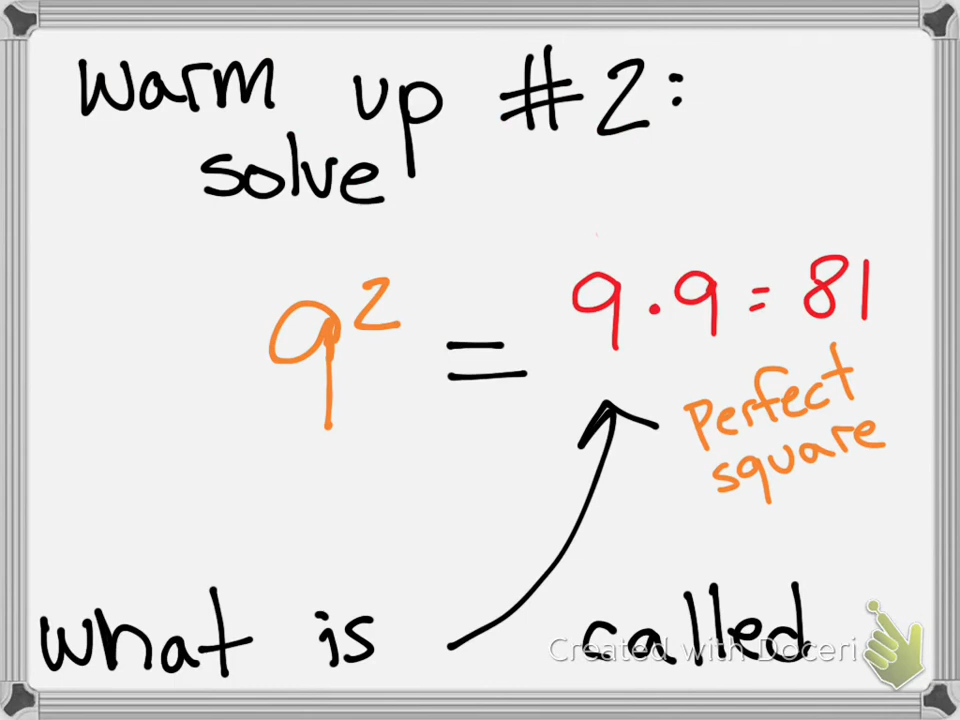 warm up #2:
solve
9² = 9 · 9 = 81
perfect
square
what is called
Created with Doceri